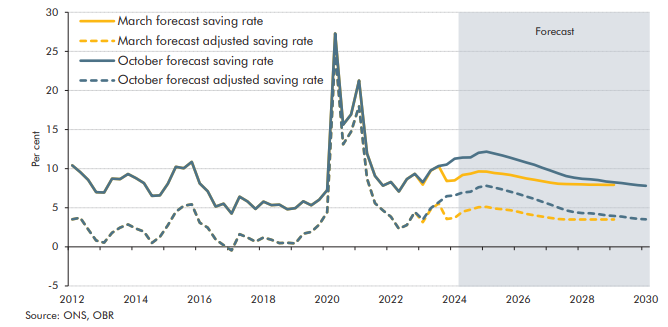 30
25
20
15
10
5
0
-5
Per cent
March forecast saving rate
March forecast adjusted saving rate
October forecast saving rate
October forecast adjusted saving rate
Forecast
2012 2014 2016 2018 2020 2022 2024 2026 2028 2030
Source: ONS, OBR